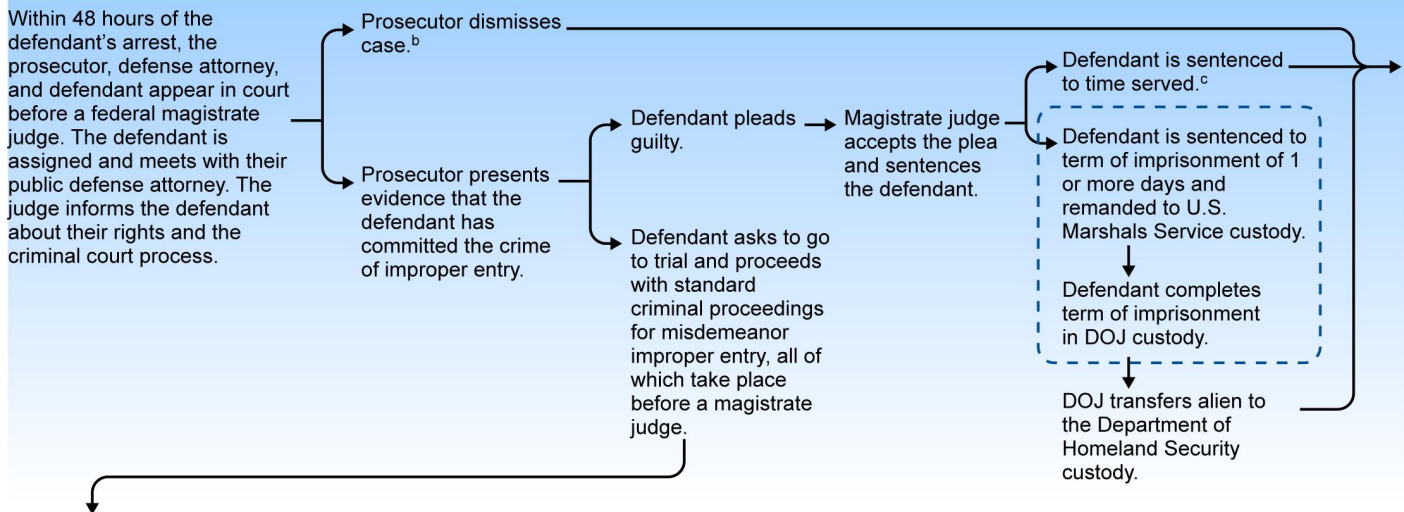 Within 48 hours of the
defendant's arrest, the
prosecutor, defense attorney,
and defendant appear in court
before a federal magistrate
judge. The defendant is
assigned and meets with their
public defense attorney. The
judge informs the defendant
about their rights and the
criminal court process.
Prosecutor dismisses
case.b
Prosecutor presents
evidence that the
defendant has
committed the crime
of improper entry.
Defendant pleads
guilty.
Defendant asks to go
to trial and proceeds
with standard
criminal proceedings
for misdemeanor
improper entry, all of
which take place
before a magistrate
judge.
Magistrate judge
accepts the plea
and sentences
the defendant.
Defendant is sentenced
to time served.c
Defendant is sentenced to
term of imprisonment of 1
or more days and
remanded to U.S.
Marshals Service custody.
Defendant completes
term of imprisonment
in DOJ custody.
DOJ transfers alien to
the Department of
Homeland Security
custody.